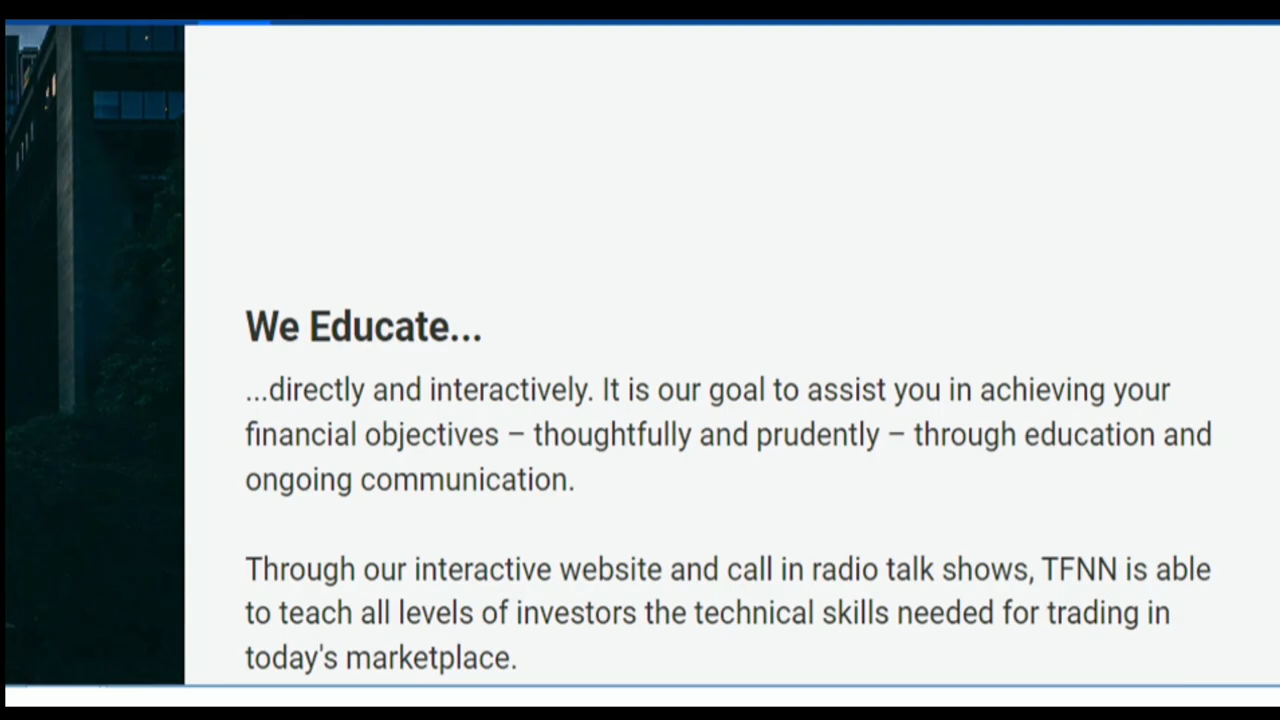 We Educate...
...directly and interactively. It is our goal to assist you in achieving your
financial objectives – thoughtfully and prudently – through education and
ongoing communication.
Through our interactive website and call in radio talk shows, TFNN is able
to teach all levels of investors the technical skills needed for trading in
today's marketplace.